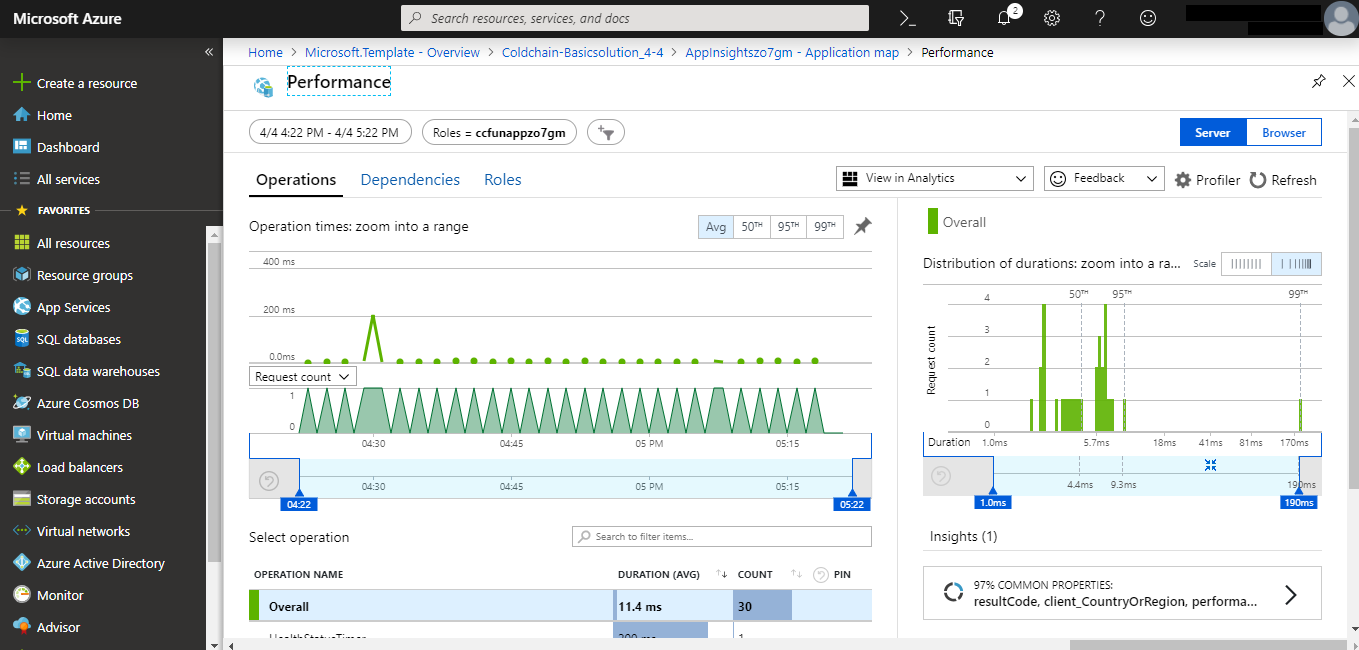 Microsoft Azure
Search resources, services, and docs
2
Create a resource
Home
Dashboard
All services
FAVORITES
All resources
Resource groups
App Services
SQL databases
SQL data warehouses
Azure Cosmos DB
Virtual machines
Load balancers
Storage accounts
Virtual networks
Azure Active Directory
Monitor
Advisor
Home > Microsoft.Template - Overview > Coldchain-Basicsolution_4-4 > AppInsightszo7gm - Application map > Performance
Performance
4/4 4:22 PM - 4/4 5:22 PM Roles = ccfunappzo7gm
Server Browser
Operations Dependencies Roles
View in Analytics Feedback Profiler Refresh
Operation times: zoom into a range
Avg 50TH 95TH 99TH
400 ms
200 ms
0.0ms
Request count
1
0
04:30 04:45 05 PM 05:15
04:30 04:45 05 PM 05:15
04:22 05:22
Select operation
Search to filter items...
OPERATION NAME DURATION (AVG) COUNT PIN
Overall 11.4 ms 30
HealthStatusTimer 200 ms 1
Overall
Distribution of durations: zoom into a ra... Scale
50TH 95TH 99TH
Request count
4
3
2
1
0
Duration 1.0ms 5.7ms 18ms 41ms 81ms 170ms
4.4ms 9.3ms 190ms
1.0ms 190ms
Insights (1)
97% COMMON PROPERTIES:
resultCode, client_CountryOrRegion, performa...